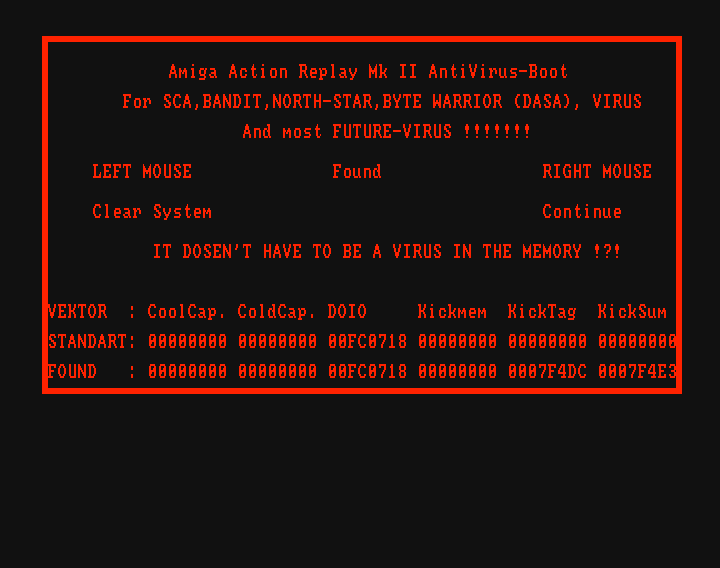 Amiga Action Replay Mk II AntiVirus-Boot
For SCA,BANDIT,NORTH-STAR,BYTE WARRIOR (DASA), VIRUS
And most FUTURE-VIRUS !!!!!!!
LEFT MOUSE Found RIGHT MOUSE
Clear System Continue
IT DOSEN'T HAVE TO BE A VIRUS IN THE MEMORY !?!
VEKTOR : CoolCap. ColdCap. DOIO Kickmem KickTag KickSum
STANDART: 00000000 00000000 00FC0718 00000000 00000000 00000000
FOUND : 00000000 00000000 00FC0718 00000000 0007F4DC 0007F4E3